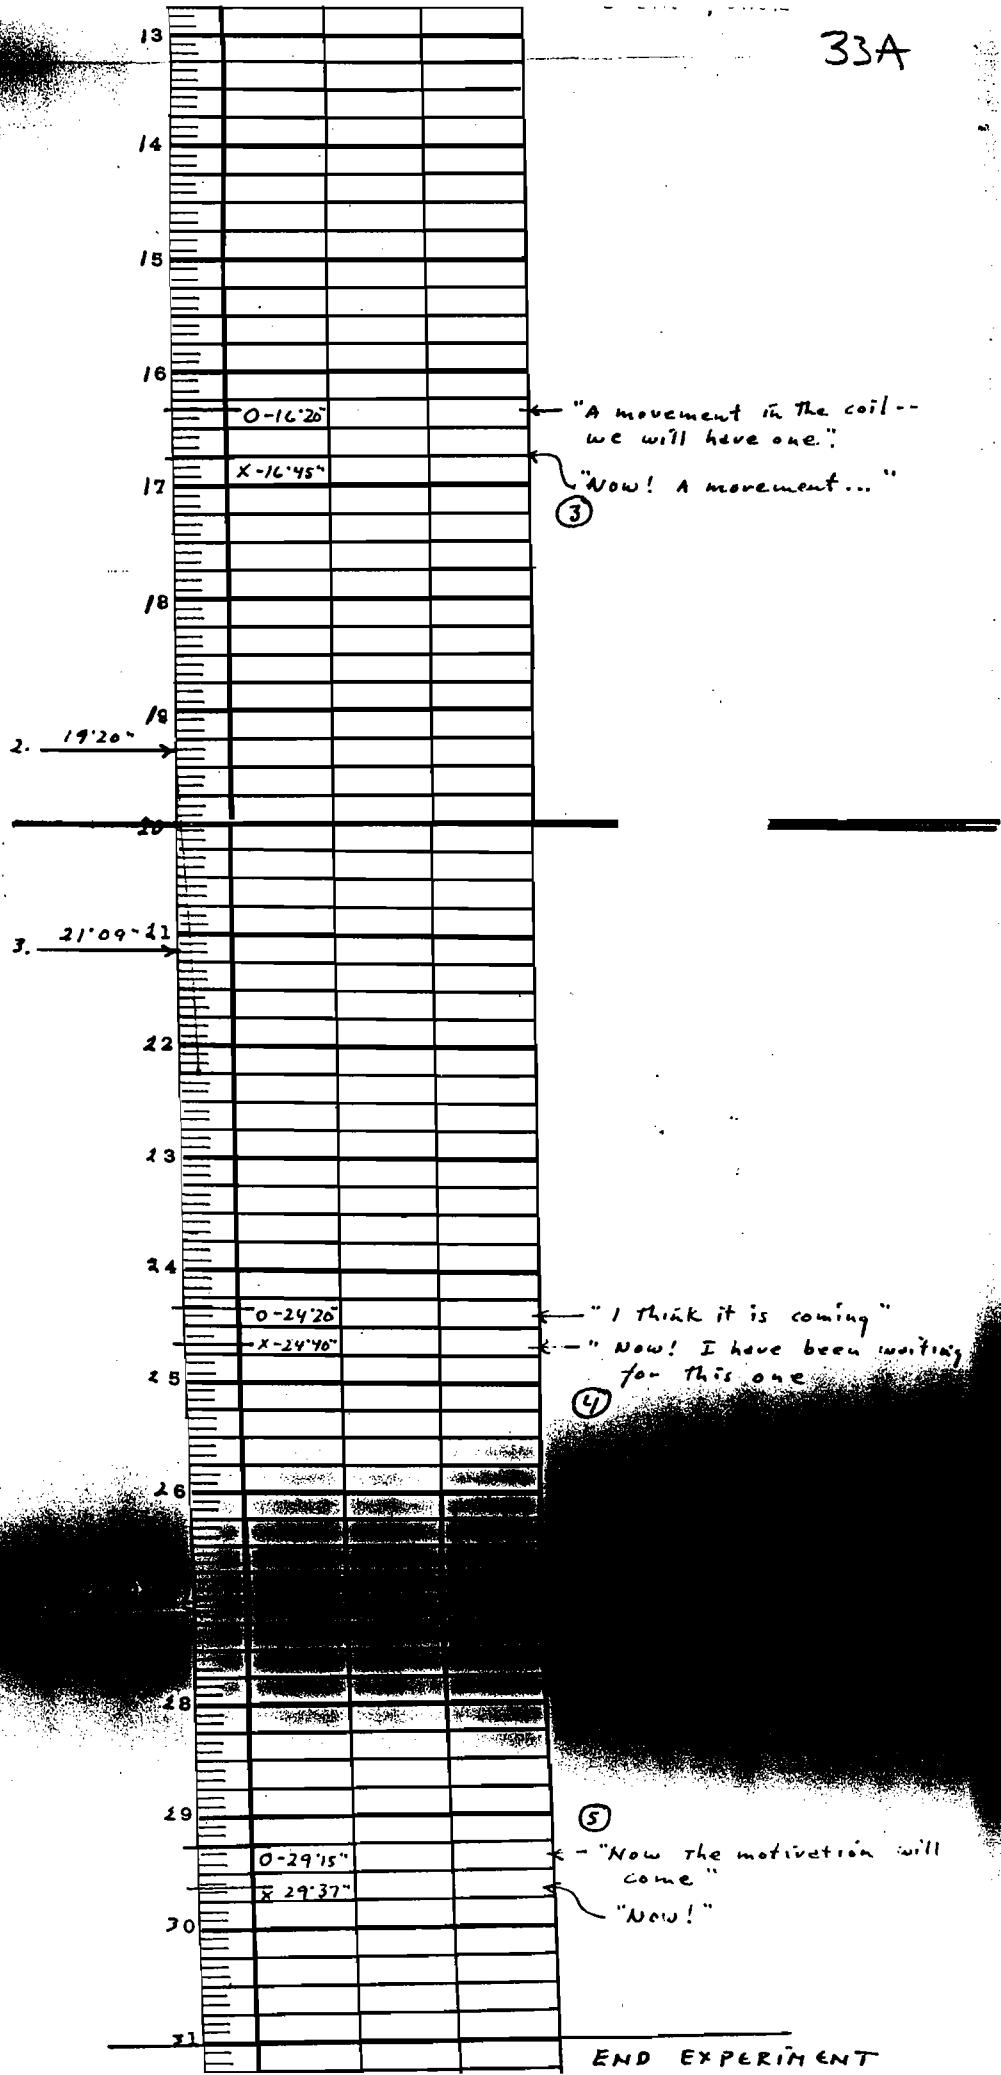 33A
13
14
15
16
O-16'20" "A movement in the coil--
we will have one."
X-16'45"
17 "Now! A movement..."
3
18
19
2. 19'20"
20
3. 21'09" 21
22
23
24
O-24'20" "I think it is coming"
X-24'40" "Now! I have been waiting
for this one
25
4
26
28
29
5
O-29'15" "Now the motivation will
come"
X 29'37"
"Now!"
30
31
END EXPERIMENT